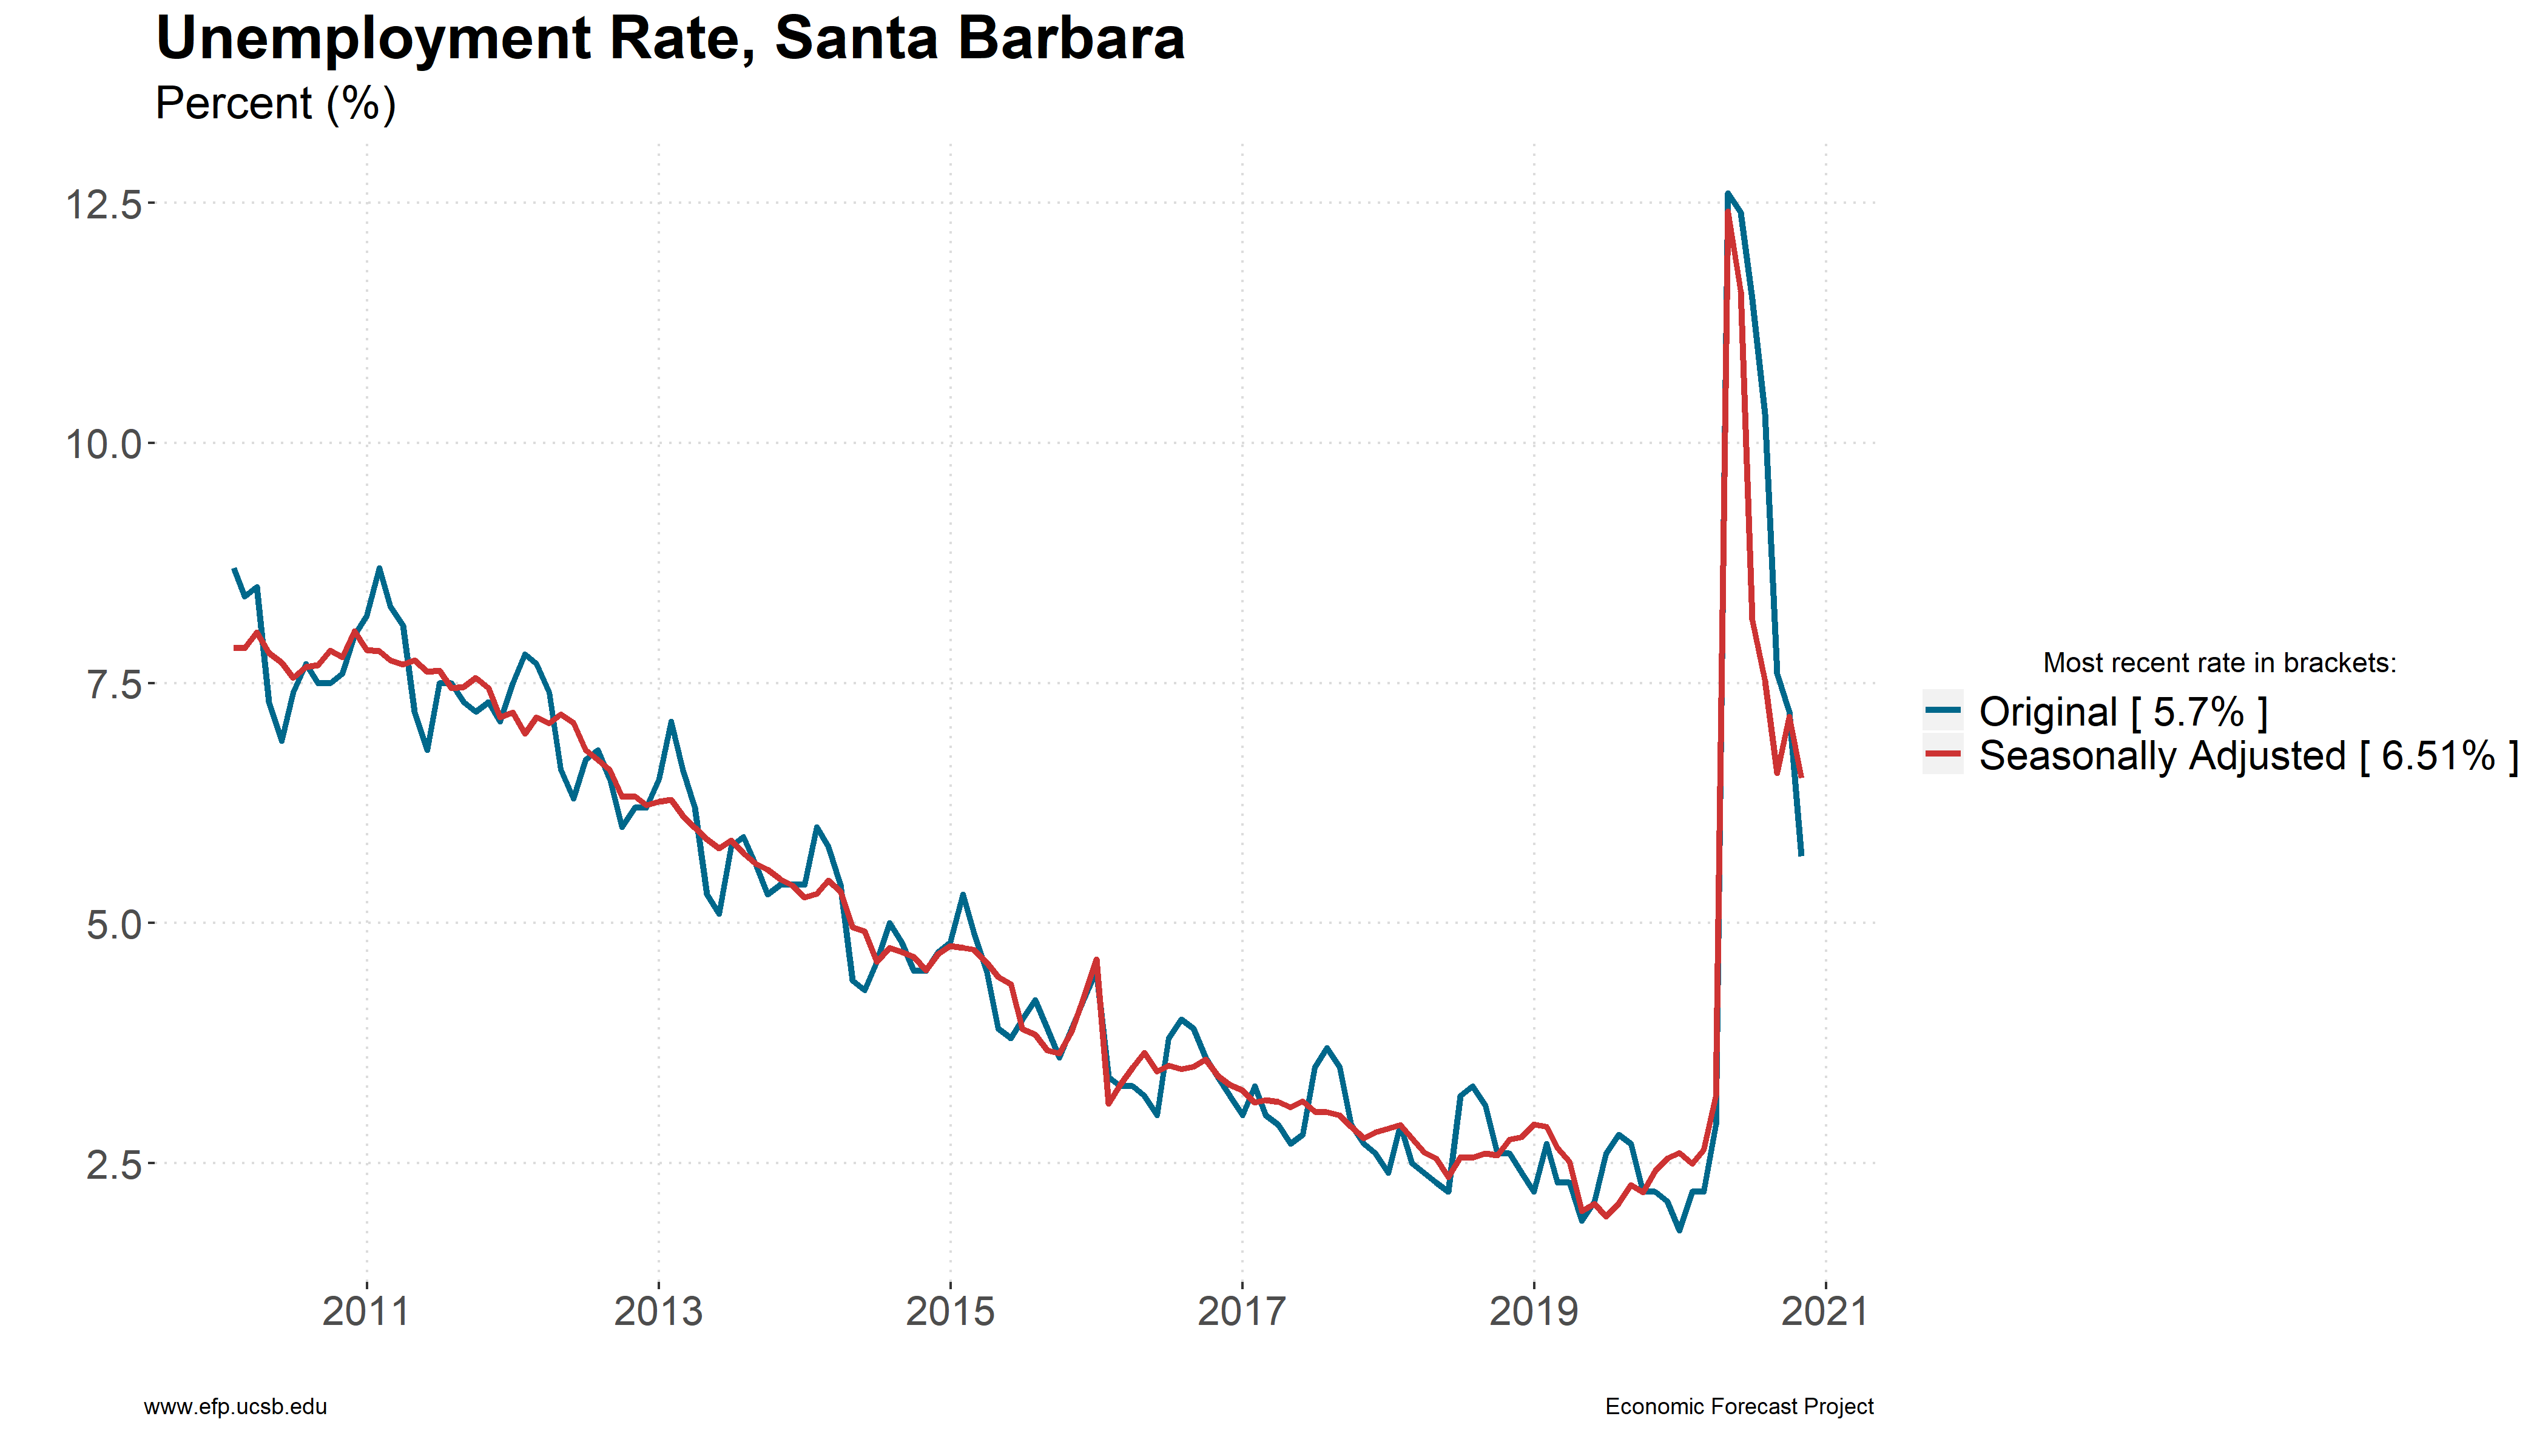 Unemployment Rate, Santa Barbara
Percent (%)
12.5
10.0
7.5
5.0
2.5
2011 2013 2015 2017 2019 2021
Most recent rate in brackets:
Original [ 5.7% ]
Seasonally Adjusted [ 6.51% ]
www.efp.ucsb.edu
Economic Forecast Project